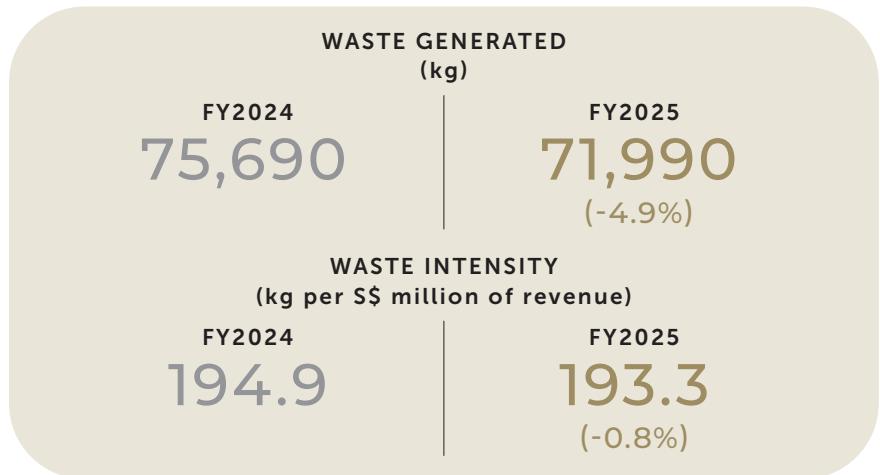 WASTE GENERATED
(kg)
FY2024
75,690
FY2025
71,990
(-4.9%)
WASTE INTENSITY
(kg per S$ million of revenue)
FY2024
194.9
FY2025
193.3
(-0.8%)